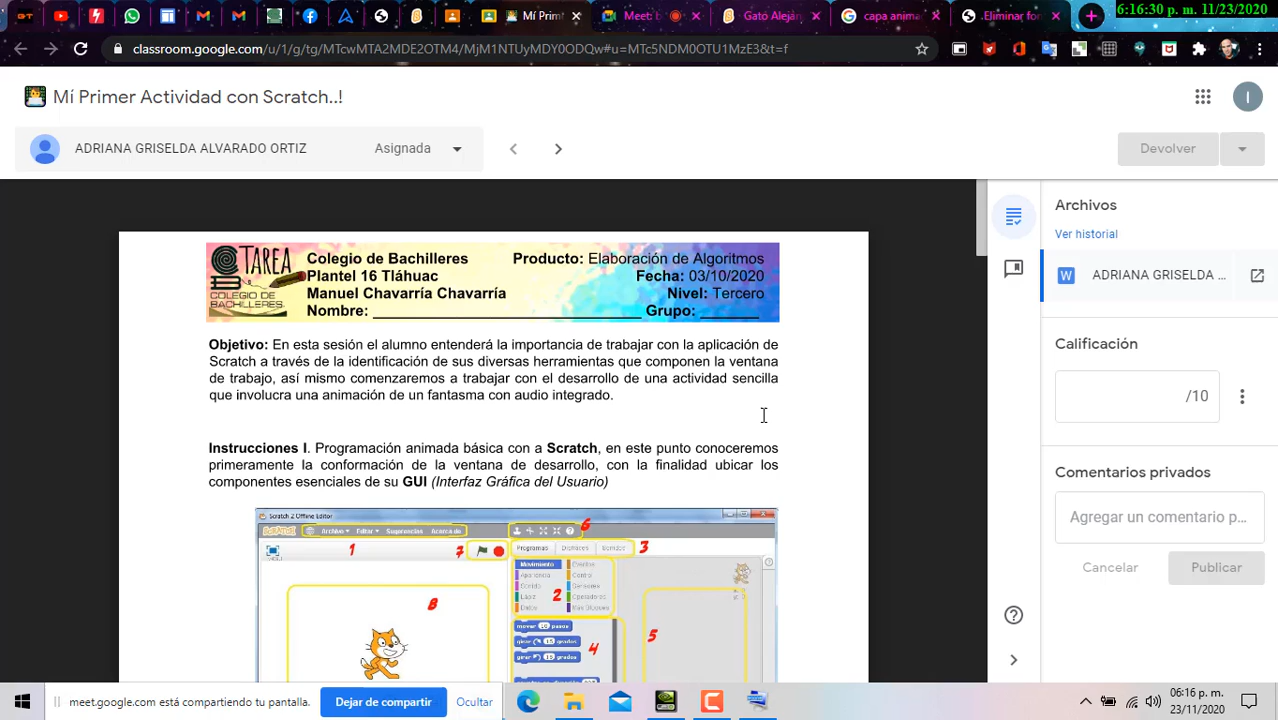 Mí Prim
Meet: b
Gato Aleján
capa anima
.Eliminar for
6:16:30 p.m. 11/23/2020
classroom.google.com/u/1/g/tg/MTcwMTA2MDE2OTM4/MjM1NTUyMDY0ODQw#u=MTc5NDM0OTU1MzE3&t=f
Mí Primer Actividad con Scratch..!
ADRIANA GRISELDA ALVARADO ORTIZ
Asignada
Devolver
TAREA
COLEGIO DE
BACHILLERES
Colegio de Bachilleres
Producto: Elaboración de Algoritmos
Plantel 16 Tláhuac
Fecha: 03/10/2020
Manuel Chavarría Chavarría
Nivel: Tercero
Nombre: ______ Grupo: ______
Objetivo: En esta sesión el alumno entenderá la importancia de trabajar con la aplicación de
Scratch a través de la identificación de sus diversas herramientas que componen la ventana
de trabajo, así mismo comenzaremos a trabajar con el desarrollo de una actividad sencilla
que involucra una animación de un fantasma con audio integrado.
Instrucciones I. Programación animada básica con a Scratch, en este punto conoceremos
primeramente la conformación de la ventana de desarrollo, con la finalidad ubicar los
componentes esenciales de su GUI (Interfaz Gráfica del Usuario)
Scratch 2 Offline Editor
SCRATCH Archivo Editar Sugerencias Acerca de
6
1
7
Programas Disfraces Sonidos
3
Movimiento Eventos
Apariencia Control
Sonido Sensores
Lápiz Operadores
Datos Más Bloques
2
8
mover 10 pasos
girar 15 grados
girar 15 grados
4
5
Archivos
Ver historial
ADRIANA GRISELDA ...
Calificación
/10
Comentarios privados
Agregar un comentario p...
Cancelar
Publicar
meet.google.com está compartiendo tu pantalla.
Dejar de compartir
Ocultar
06:16 p. m.
23/11/2020